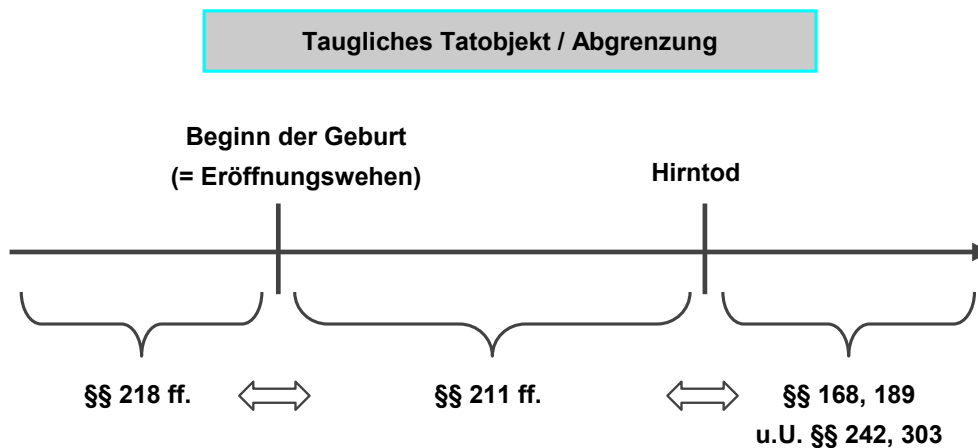 Taugliches Tatobjekt / Abgrenzung
Beginn der Geburt
(= Eröffnungswehen)
Hirntod
§§ 218 ff.
§§ 211 ff.
§§ 168, 189
u.U. §§ 242, 303